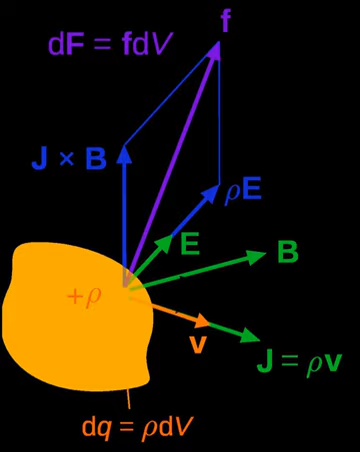 f
dF = fdV
J × B
ρE
E
B
+ρ
v
J = ρv
dq = ρdV